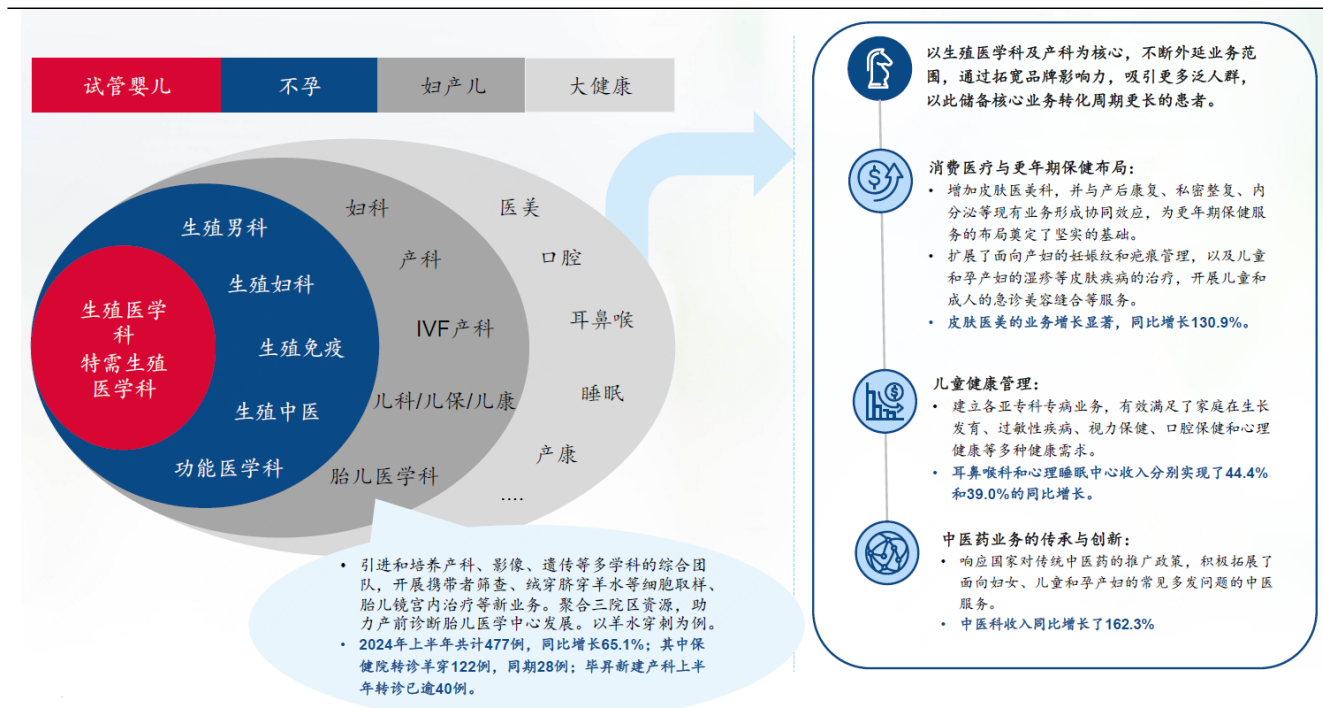 试管婴儿
不孕
妇产儿
大健康
生殖医学
科
特需生殖
医学科
生殖男科
生殖妇科
生殖免疫
生殖中医
功能医学科
妇科
产科
IVF产科
儿科/儿保/儿康
胎儿医学科
医美
口腔
耳鼻喉
睡眠
产康
....
• 引进和培养产科、影像、遗传等多学科的综合团
队，开展携带者筛查、绒穿脐穿羊水等细胞取样、
胎儿镜宫内治疗等新业务。聚合三院区资源，助
力产前诊断胎儿医学中心发展。以羊水穿刺为例。
• 2024年上半年共计477例，同比增长65.1%；其中保
健院转诊羊穿122例，同期28例；毕昇新建产科上半
年转诊已逾40例。
以生殖医学科及产科为核心，不断外延业务范
围，通过拓宽品牌影响力，吸引更多泛人群，
以此储备核心业务转化周期更长的患者。
消费医疗与更年期保健布局：
• 增加皮肤医美科，并与产后康复、私密整复、内
分泌等现有业务形成协同效应，为更年期保健服
务的布局奠定了坚实的基础。
• 扩展了面向产妇的妊娠纹和疤痕管理，以及儿童
和孕产妇的湿疹等皮肤疾病的治疗，开展儿童和
成人的急诊美容缝合等服务。
• 皮肤医美的业务增长显著，同比增长130.9%。
儿童健康管理：
• 建立各亚专科专病业务，有效满足了家庭在生长
发育、过敏性疾病、视力保健、口腔保健和心理
健康等多种健康需求。
• 耳鼻喉科和心理睡眠中心收入分别实现了44.4%
和39.0%的同比增长。
中医药业务的传承与创新：
• 响应国家对传统中医药的推广政策，积极拓展了
面向妇女、儿童和孕产妇的常见多发问题的中医
服务。
• 中医科收入同比增长了162.3%